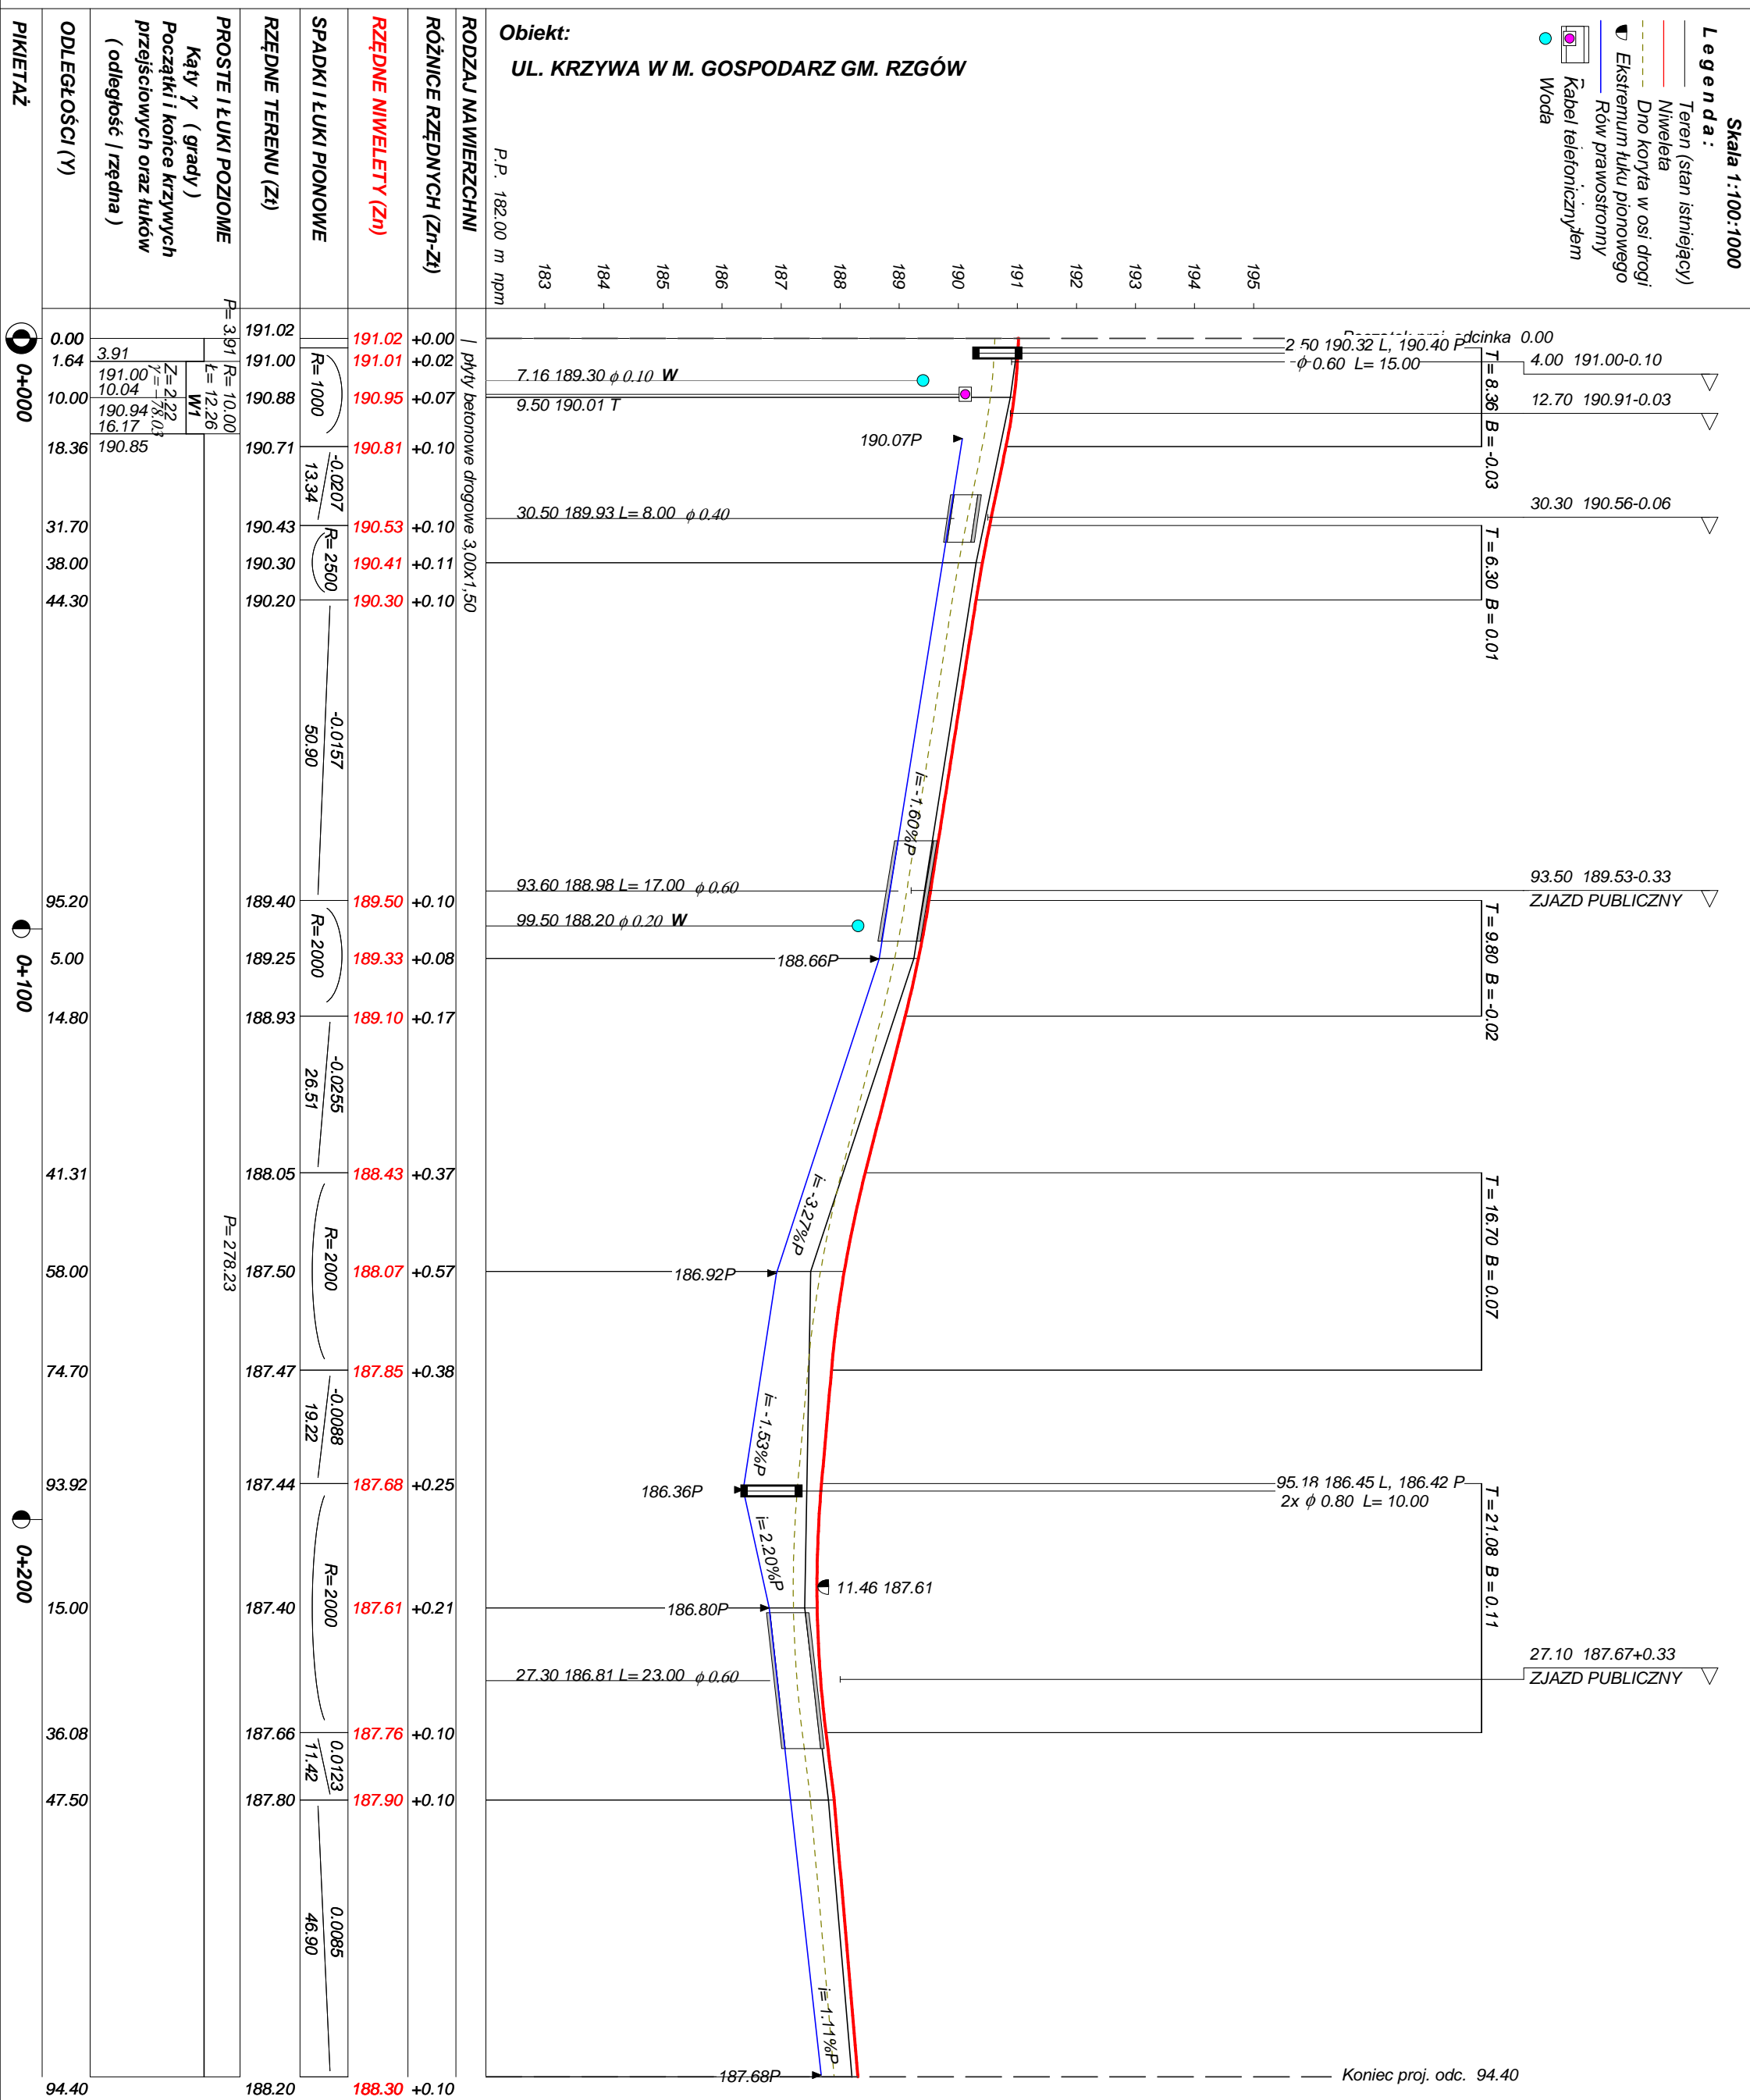 Skala 1:100:1000
Legenda:
Teren (stan istniejący)
Niweleta
Dno koryta w osi drogi
Ekstremum łuku pionowego
Rów prawostronny
Kabel telefoniczny
Woda
Obiekt:
UL. KRZYWA W M. GOSPODARZ GM. RZGÓW
P.P. 182.00 m npm
183
184
185
186
187
188
189
190
191
192
193
194
195
odcinka 0.00
2.50 190.32 L, 190.40 P
ϕ 0.60 L= 15.00
T= 8.36 B= -0.03
4.00 191.00-0.10
12.70 190.91-0.03
7.16 189.30 ϕ 0.10 W
9.50 190.01 T
190.07P
30.50 189.93 L= 8.00 ϕ 0.40
30.30 190.56-0.06
T= 6.30 B= 0.01
i= -1.60%P
93.60 188.98 L= 17.00 ϕ 0.60
93.50 189.53-0.33
ZJAZD PUBLICZNY
99.50 188.20 ϕ 0.20 W
188.66P
T= 9.80 B= -0.02
i= -3.27%P
186.92P
T= 16.70 B= 0.07
i= -1.53%P
186.36P
95.18 186.45 L, 186.42 P
2x ϕ 0.80 L= 10.00
T= 21.08 B= 0.11
i= 2.20%P
11.46 187.61
186.80P
27.30 186.81 L= 23.00 ϕ 0.60
27.10 187.67+0.33
ZJAZD PUBLICZNY
i= 1.11%P
187.68P
Koniec proj. odc. 94.40
RODZAJ NAWIERZCHNI
płyty betonowe drogowe 3,00x1,50
RÓŻNICE RZĘDNYCH (Zn-Zt)
+0.00
+0.02
+0.07
+0.10
+0.10
+0.11
+0.10
+0.10
+0.08
+0.17
+0.37
+0.57
+0.38
+0.25
+0.21
+0.10
+0.10
+0.10
RZĘDNE NIWELETY (Zn)
191.02
191.01
190.95
190.81
190.53
190.41
190.30
189.50
189.33
189.10
188.43
188.07
187.85
187.68
187.61
187.76
187.90
188.30
SPADKI I ŁUKI PIONOWE
R= 1000
-0.0207
13.34
R= 2500
-0.0157
50.90
R= 2000
-0.0255
26.51
R= 2000
-0.0088
19.22
R= 2000
0.0123
11.42
0.0085
46.90
RZĘDNE TERENU (Zt)
191.02
191.00
190.88
190.71
190.43
190.30
190.20
189.40
189.25
188.93
188.05
187.50
187.47
187.44
187.40
187.66
187.80
188.20
PROSTE I ŁUKI POZIOME
Kąty γ (grady)
Początki i końce krzywych
przejściowych oraz łuków
( odległość | rzędna )
P= 3.91
R= 10.00
Ł= 12.26
W1
Z= 2.22
γ= -78.03
3.91
191.00
10.04
190.94
16.17
190.85
P= 278.23
ODLEGŁOŚCI (Y)
0.00
1.64
10.00
18.36
31.70
38.00
44.30
95.20
5.00
14.80
41.31
58.00
74.70
93.92
15.00
36.08
47.50
94.40
PIKIETAŻ
0+000
0+100
0+200